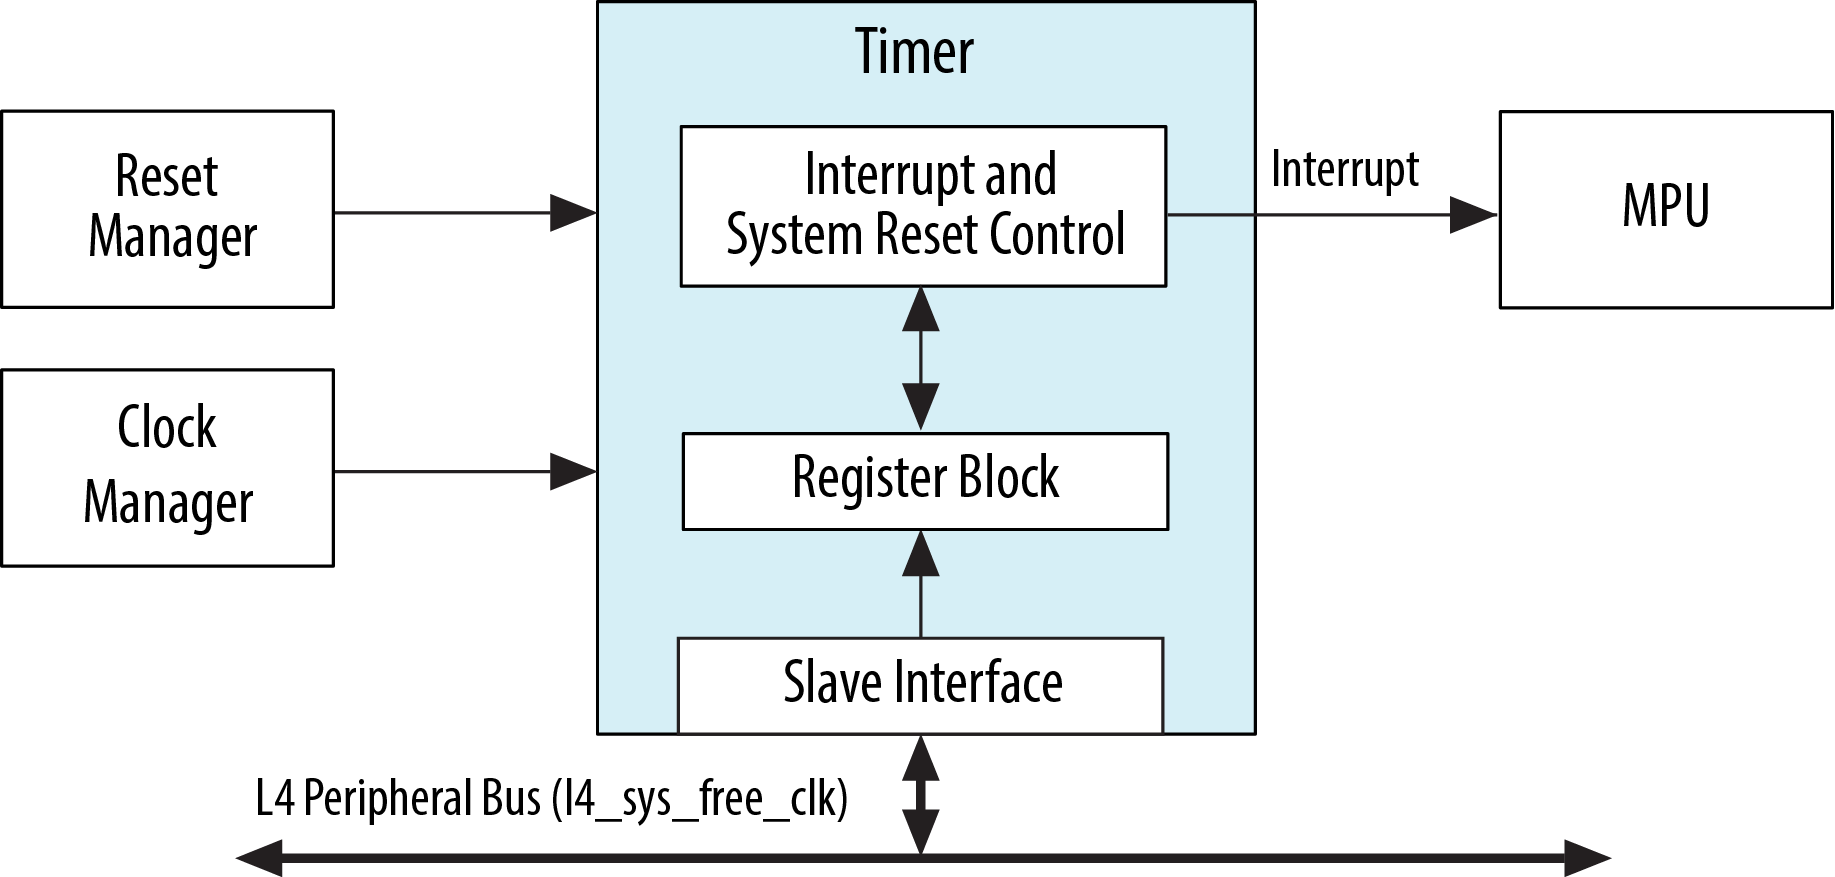 Timer
Reset
Manager
Interrupt and
System Reset Control
Interrupt
MPU
Clock
Manager
Register Block
Slave Interface
L4 Peripheral Bus (l4_sys_free_clk)